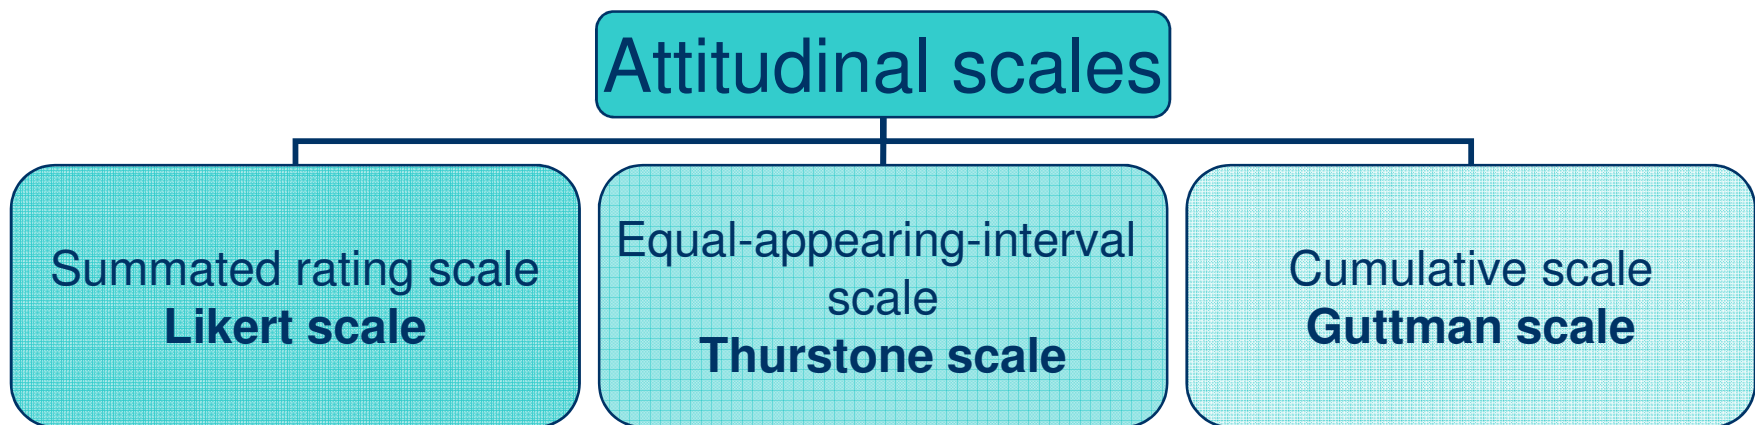 Attitudinal scales
Summated rating scale
Likert scale
Equal-appearing-interval
scale
Thurstone scale
Cumulative scale
Guttman scale